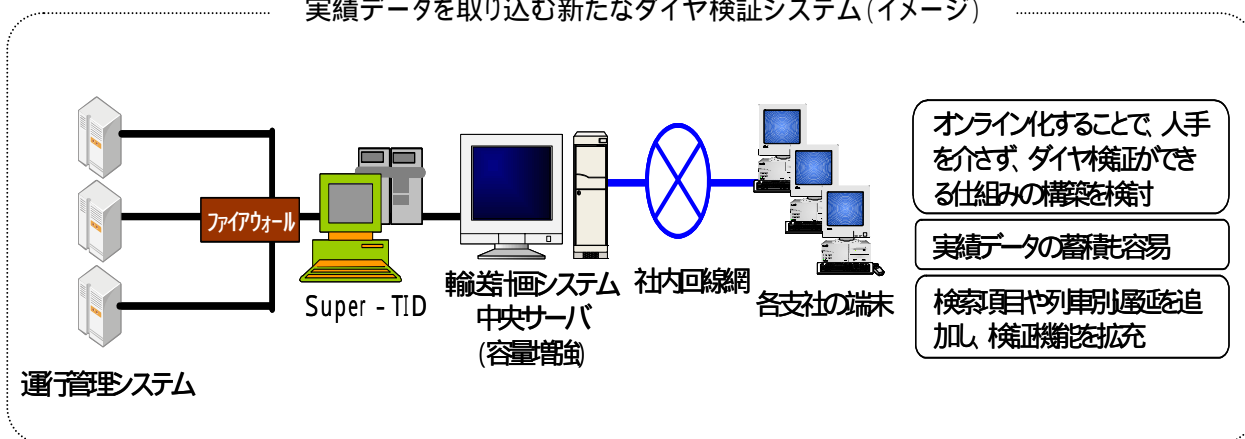 実績データを取り込む新たなダイヤ検証システム(イメージ)
ファイアウォール
運行管理システム
Super－TID
輸送計画システム
中央サーバ
(容量増強)
社内回線網
各支社の端末
オンライン化することで、人手
を介さず、ダイヤ検証ができ
る仕組みの構築を検討
実績データの蓄積も容易
検索項目や列車別遅延を追
加し、検証機能を拡充